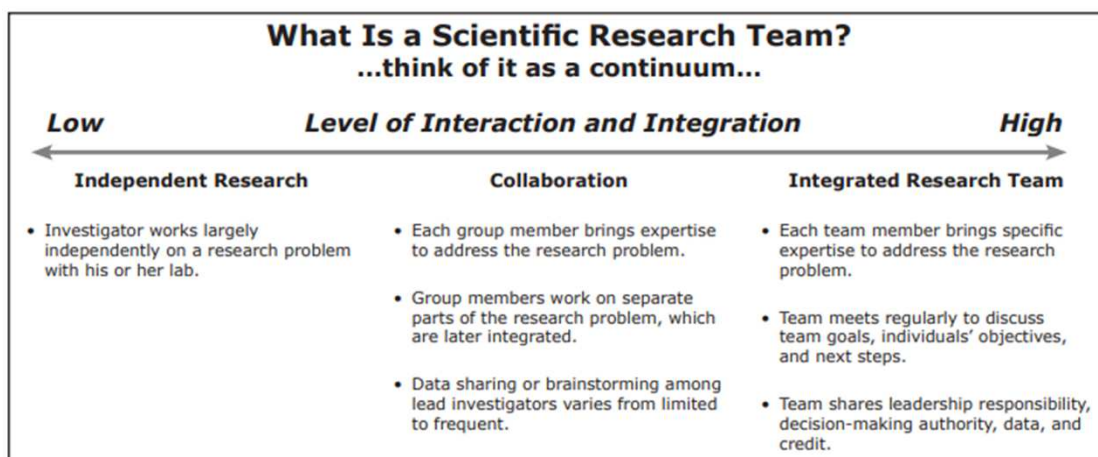 What Is a Scientific Research Team?
...think of it as a continuum...
Low Level of Interaction and Integration High
Independent Research
• Investigator works largely
independently on a research problem
with his or her lab.
Collaboration
• Each group member brings expertise
to address the research problem.
• Group members work on separate
parts of the research problem, which
are later integrated.
• Data sharing or brainstorming among
lead investigators varies from limited
to frequent.
Integrated Research Team
• Each team member brings specific
expertise to address the research
problem.
• Team meets regularly to discuss
team goals, individuals’ objectives,
and next steps.
• Team shares leadership responsibility,
decision-making authority, data, and
credit.